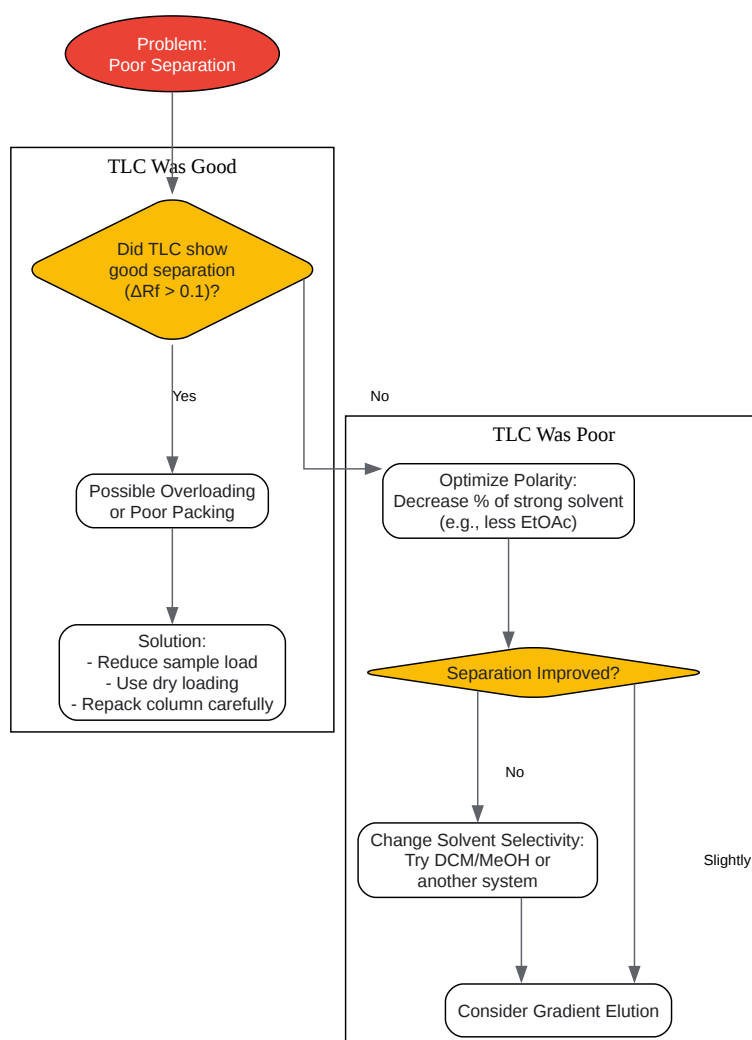 Problem:
Poor Separation
TLC Was Good
Did TLC show
good separation
(ΔRf > 0.1)?
Yes
No
Possible Overloading
or Poor Packing
Solution:
- Reduce sample load
- Use dry loading
- Repack column carefully
TLC Was Poor
Optimize Polarity:
Decrease % of strong solvent
(e.g., less EtOAc)
Separation Improved?
No
Slightly
Change Solvent Selectivity:
Try DCM/MeOH or
another system
Consider Gradient Elution